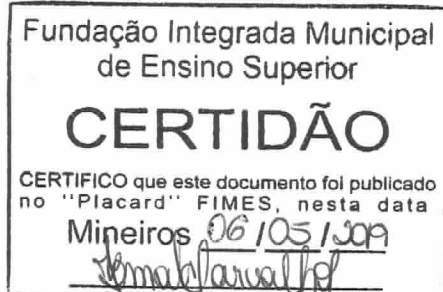 Fundação Integrada Municipal
de Ensino Superior
CERTIDÃO
CERTIFICO que este documento foi publicado
no "Placard" FIMES, nesta data
Mineiros 06/05/2019